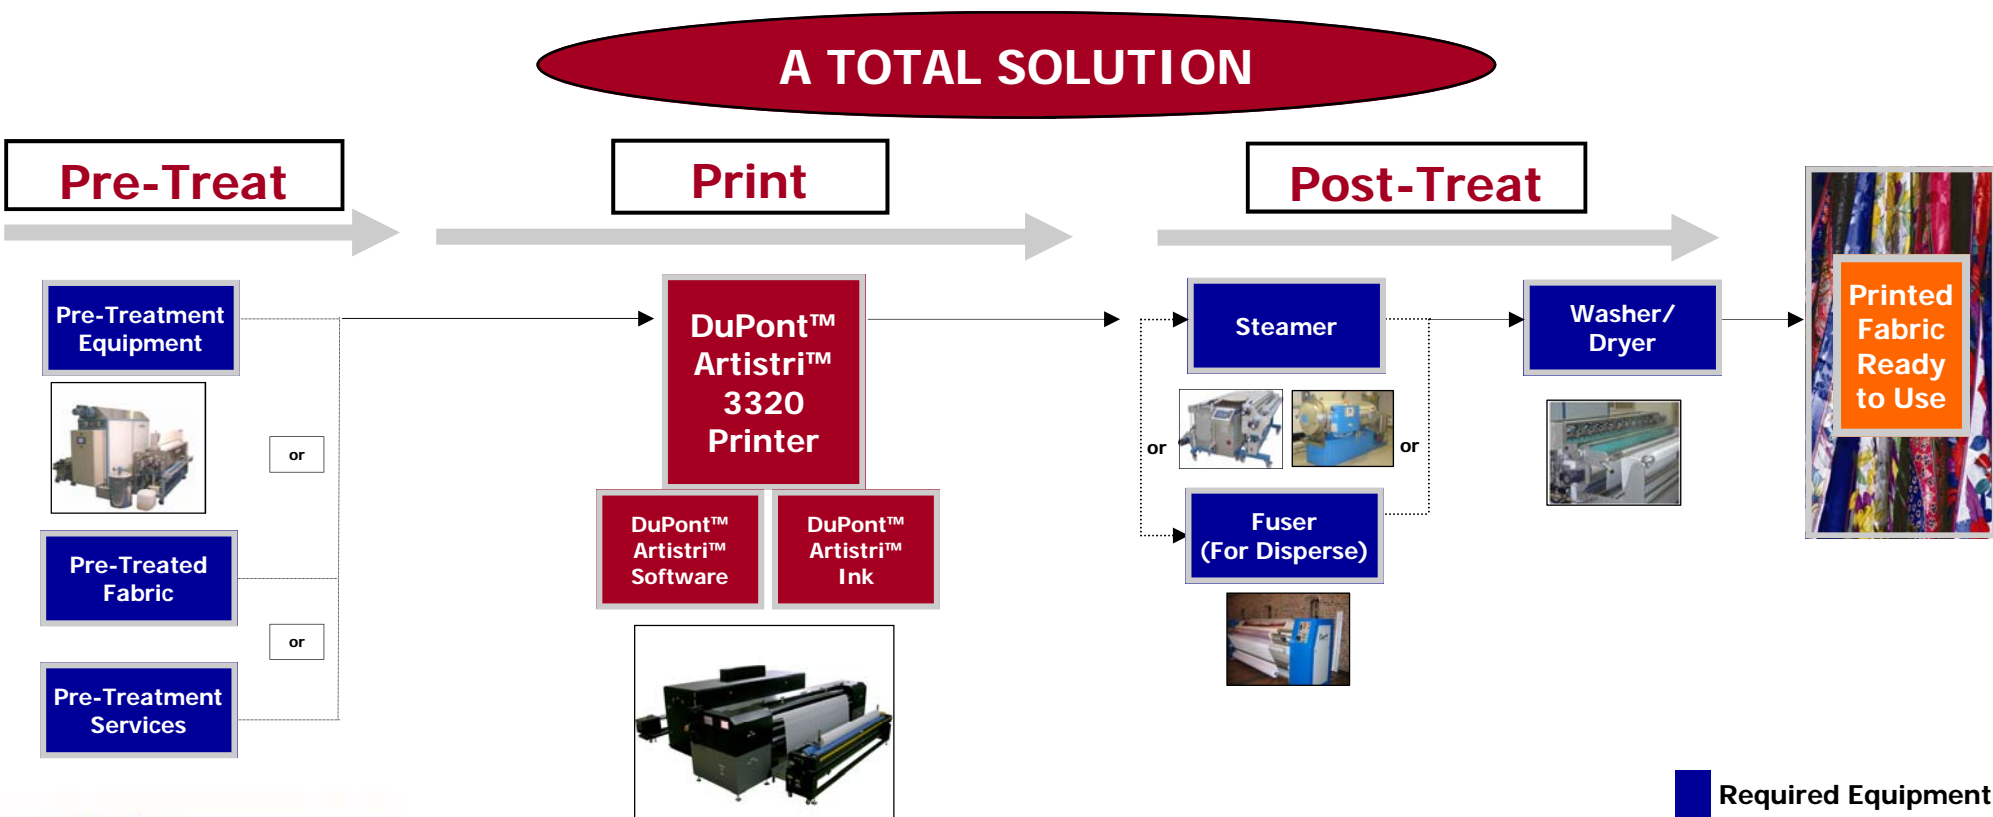 A TOTAL SOLUTION
Pre-Treat
Print
Post-Treat
Pre-Treatment
Equipment
or
Pre-Treated
Fabric
or
Pre-Treatment
Services
DuPont™
Artistri™
3320
Printer
DuPont™
Artistri™
Software
DuPont™
Artistri™
Ink
Steamer
or
or
Fuser
(For Disperse)
Washer/
Dryer
Printed
Fabric
Ready
to Use
Required Equipment